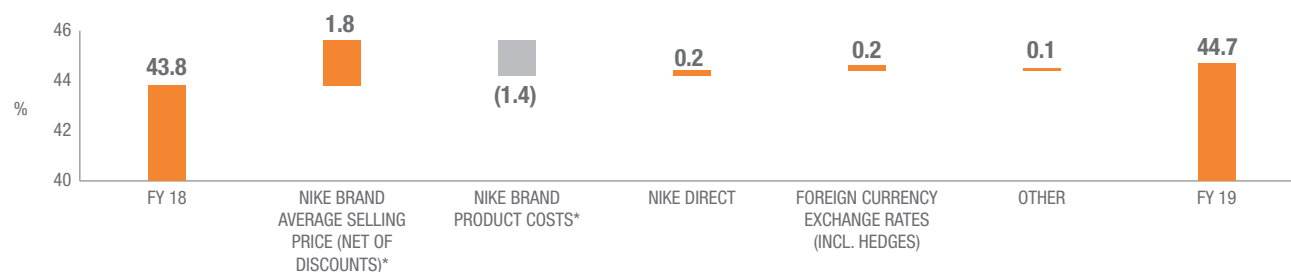 46
44
42
40
%
43.8
1.8
(1.4)
0.2
0.2
0.1
44.7
FY 18
NIKE BRAND
AVERAGE SELLING
PRICE (NET OF
DISCOUNTS)*
NIKE BRAND
PRODUCT COSTS*
NIKE DIRECT
FOREIGN CURRENCY
EXCHANGE RATES
(INCL. HEDGES)
OTHER
FY 19